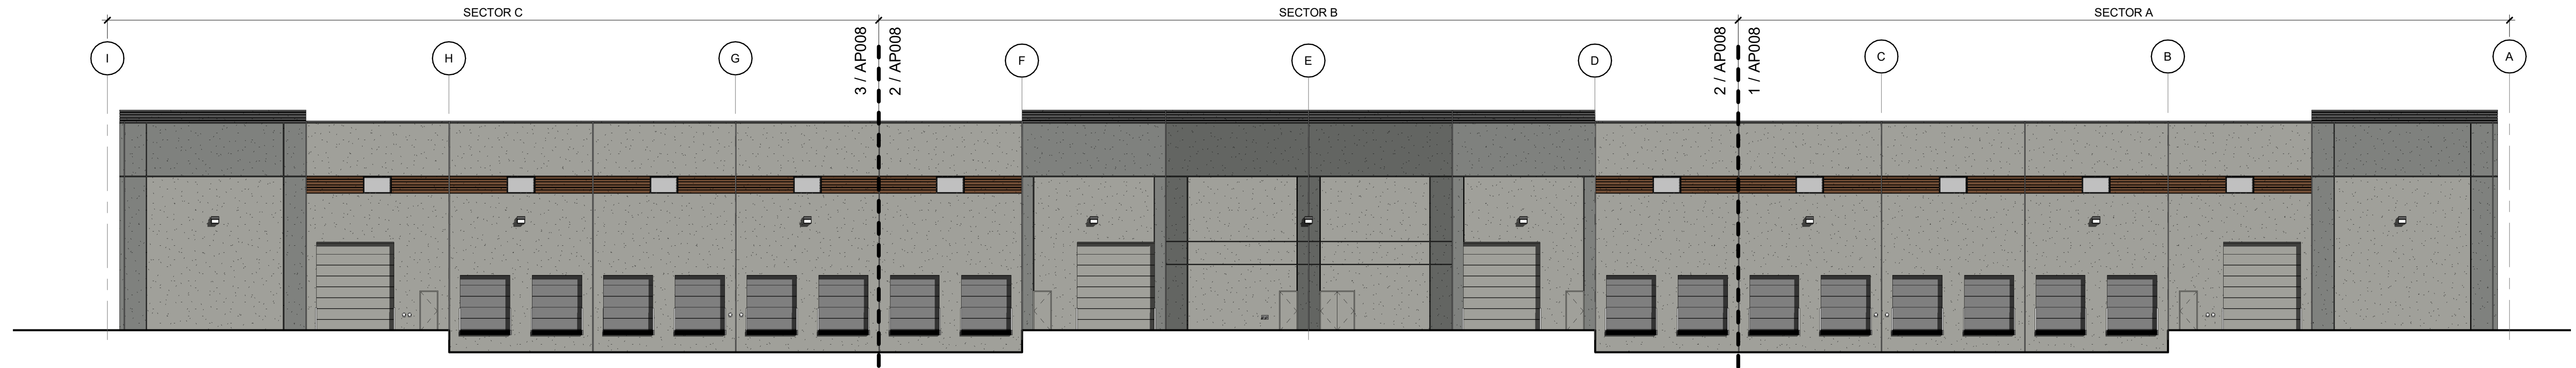 SECTOR C
SECTOR B
SECTOR A
I
H
G
3 / AP008
2 / AP008
F
E
D
2 / AP008
1 / AP008
C
B
A